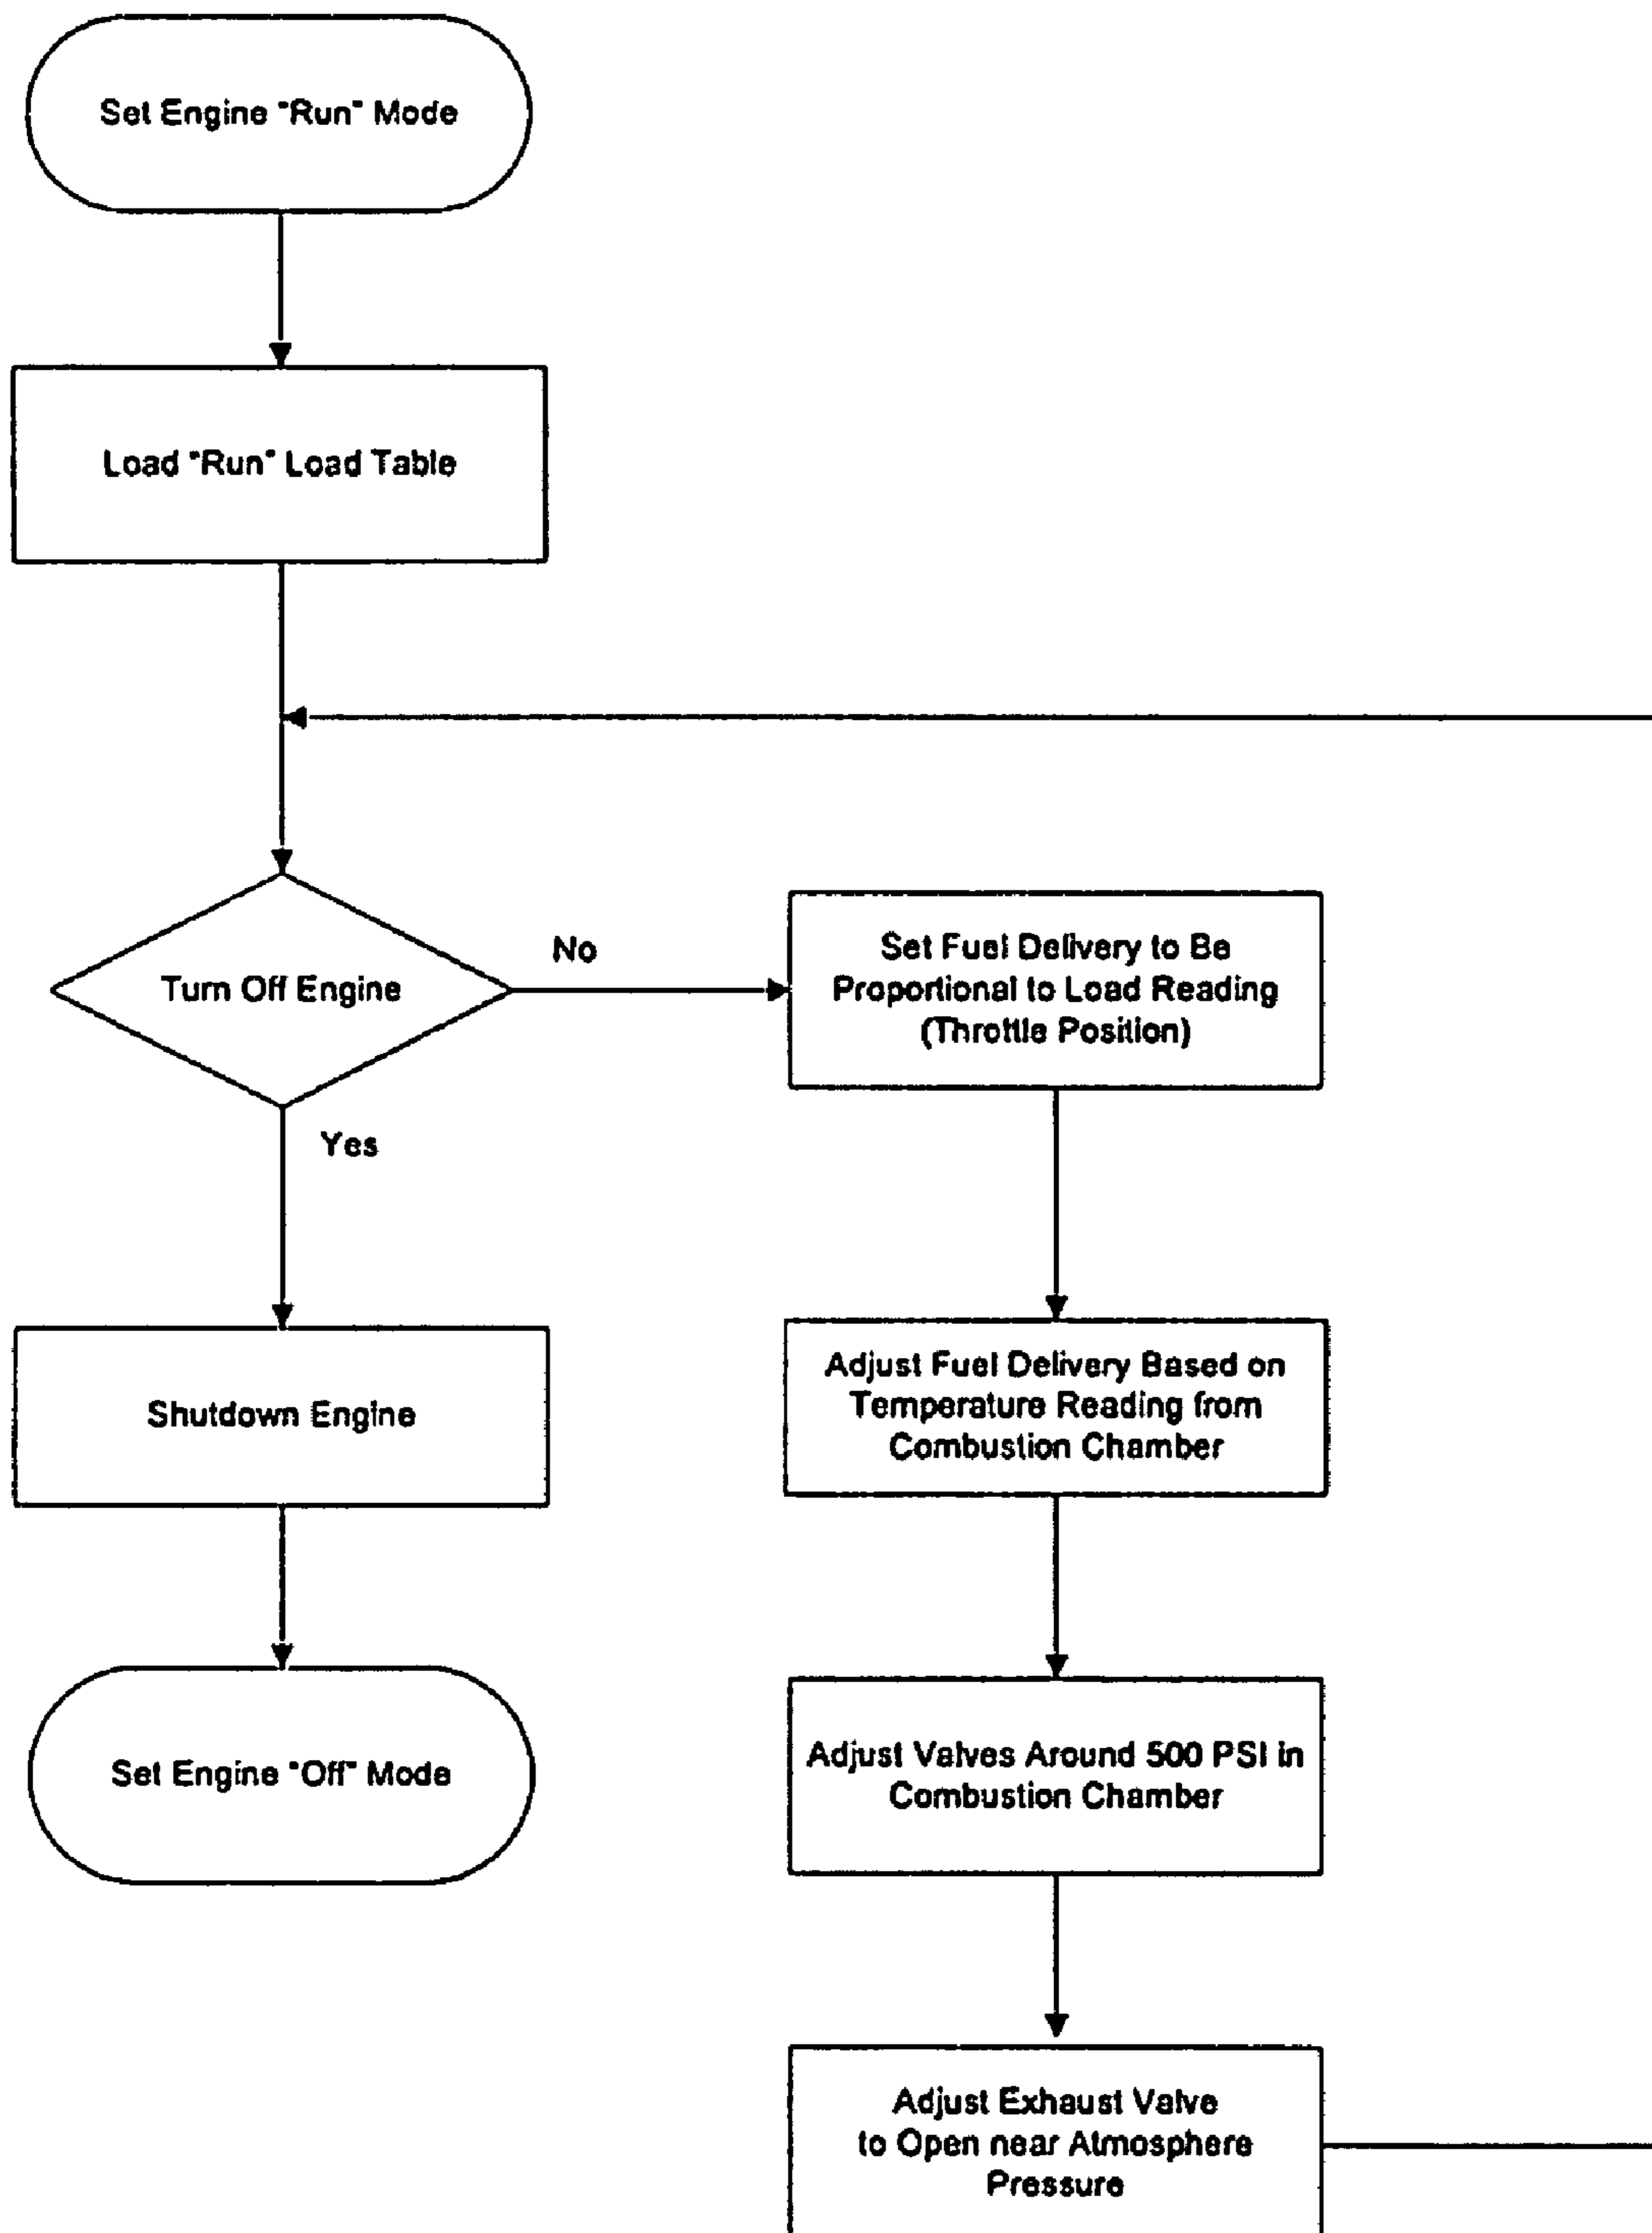 Set Engine "Run" Mode
Load "Run" Load Table
Turn Off Engine
No
Set Fuel Delivery to Be
Proportional to Load Reading
(Throttle Position)
Yes
Shutdown Engine
Adjust Fuel Delivery Based on
Temperature Reading from
Combustion Chamber
Set Engine "Off" Mode
Adjust Valves Around 500 PSI in
Combustion Chamber
Adjust Exhaust Valve
to Open near Atmosphere
Pressure